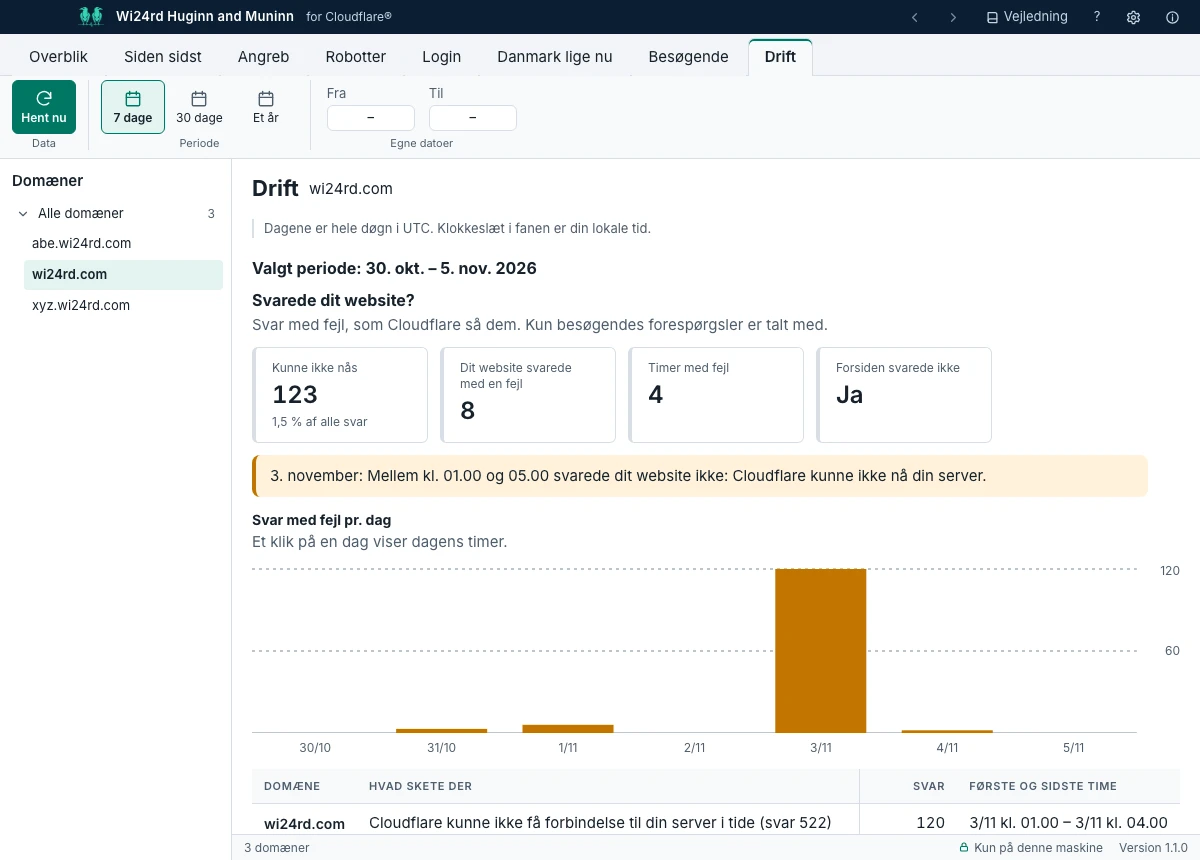 Wi24rd Huginn and Muninn for Cloudflare®
Vejledning ?
Overblik Siden sidst Angreb Robotter Login Danmark lige nu Besøgende Drift
Hent nu 7 dage 30 dage Et år
Fra Til
– –
Data Periode Egne datoer
Domæner
Alle domæner 3
abe.wi24rd.com
wi24rd.com
xyz.wi24rd.com
Drift wi24rd.com
Dagene er hele døgn i UTC. Klokkeslæt i fanen er din lokale tid.
Valgt periode: 30. okt. – 5. nov. 2026
Svarede dit website?
Svar med fejl, som Cloudflare så dem. Kun besøgendes forespørgsler er talt med.
Kunne ikke nås
123
1,5 % af alle svar
Dit website svarede
med en fejl
8
Timer med fejl
4
Forsiden svarede ikke
Ja
3. november: Mellem kl. 01.00 og 05.00 svarede dit website ikke: Cloudflare kunne ikke nå din server.
Svar med fejl pr. dag
Et klik på en dag viser dagens timer.
120
60
30/10 31/10 1/11 2/11 3/11 4/11 5/11
DOMÆNE HVAD SKETE DER SVAR FØRSTE OG SIDSTE TIME
wi24rd.com Cloudflare kunne ikke få forbindelse til din server i tide (svar 522) 120 3/11 kl. 01.00 – 3/11 kl. 04.00
3 domæner Kun på denne maskine Version 1.1.0